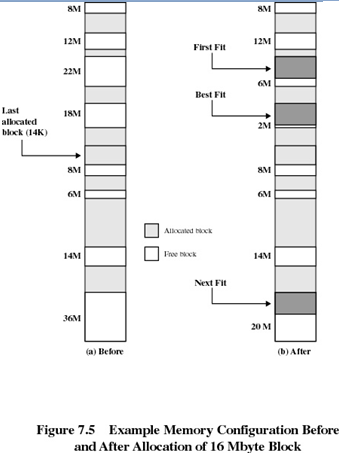 8M
12M
22M
18M
Last
allocated
block (14K)
8M
6M
14M
36M
(a) Before
Allocated block
Free block
8M
12M
First Fit
6M
Best Fit
2M
8M
6M
14M
Next Fit
20 M
(b) After
Figure 7.5 Example Memory Configuration Before
and After Allocation of 16 Mbyte Block